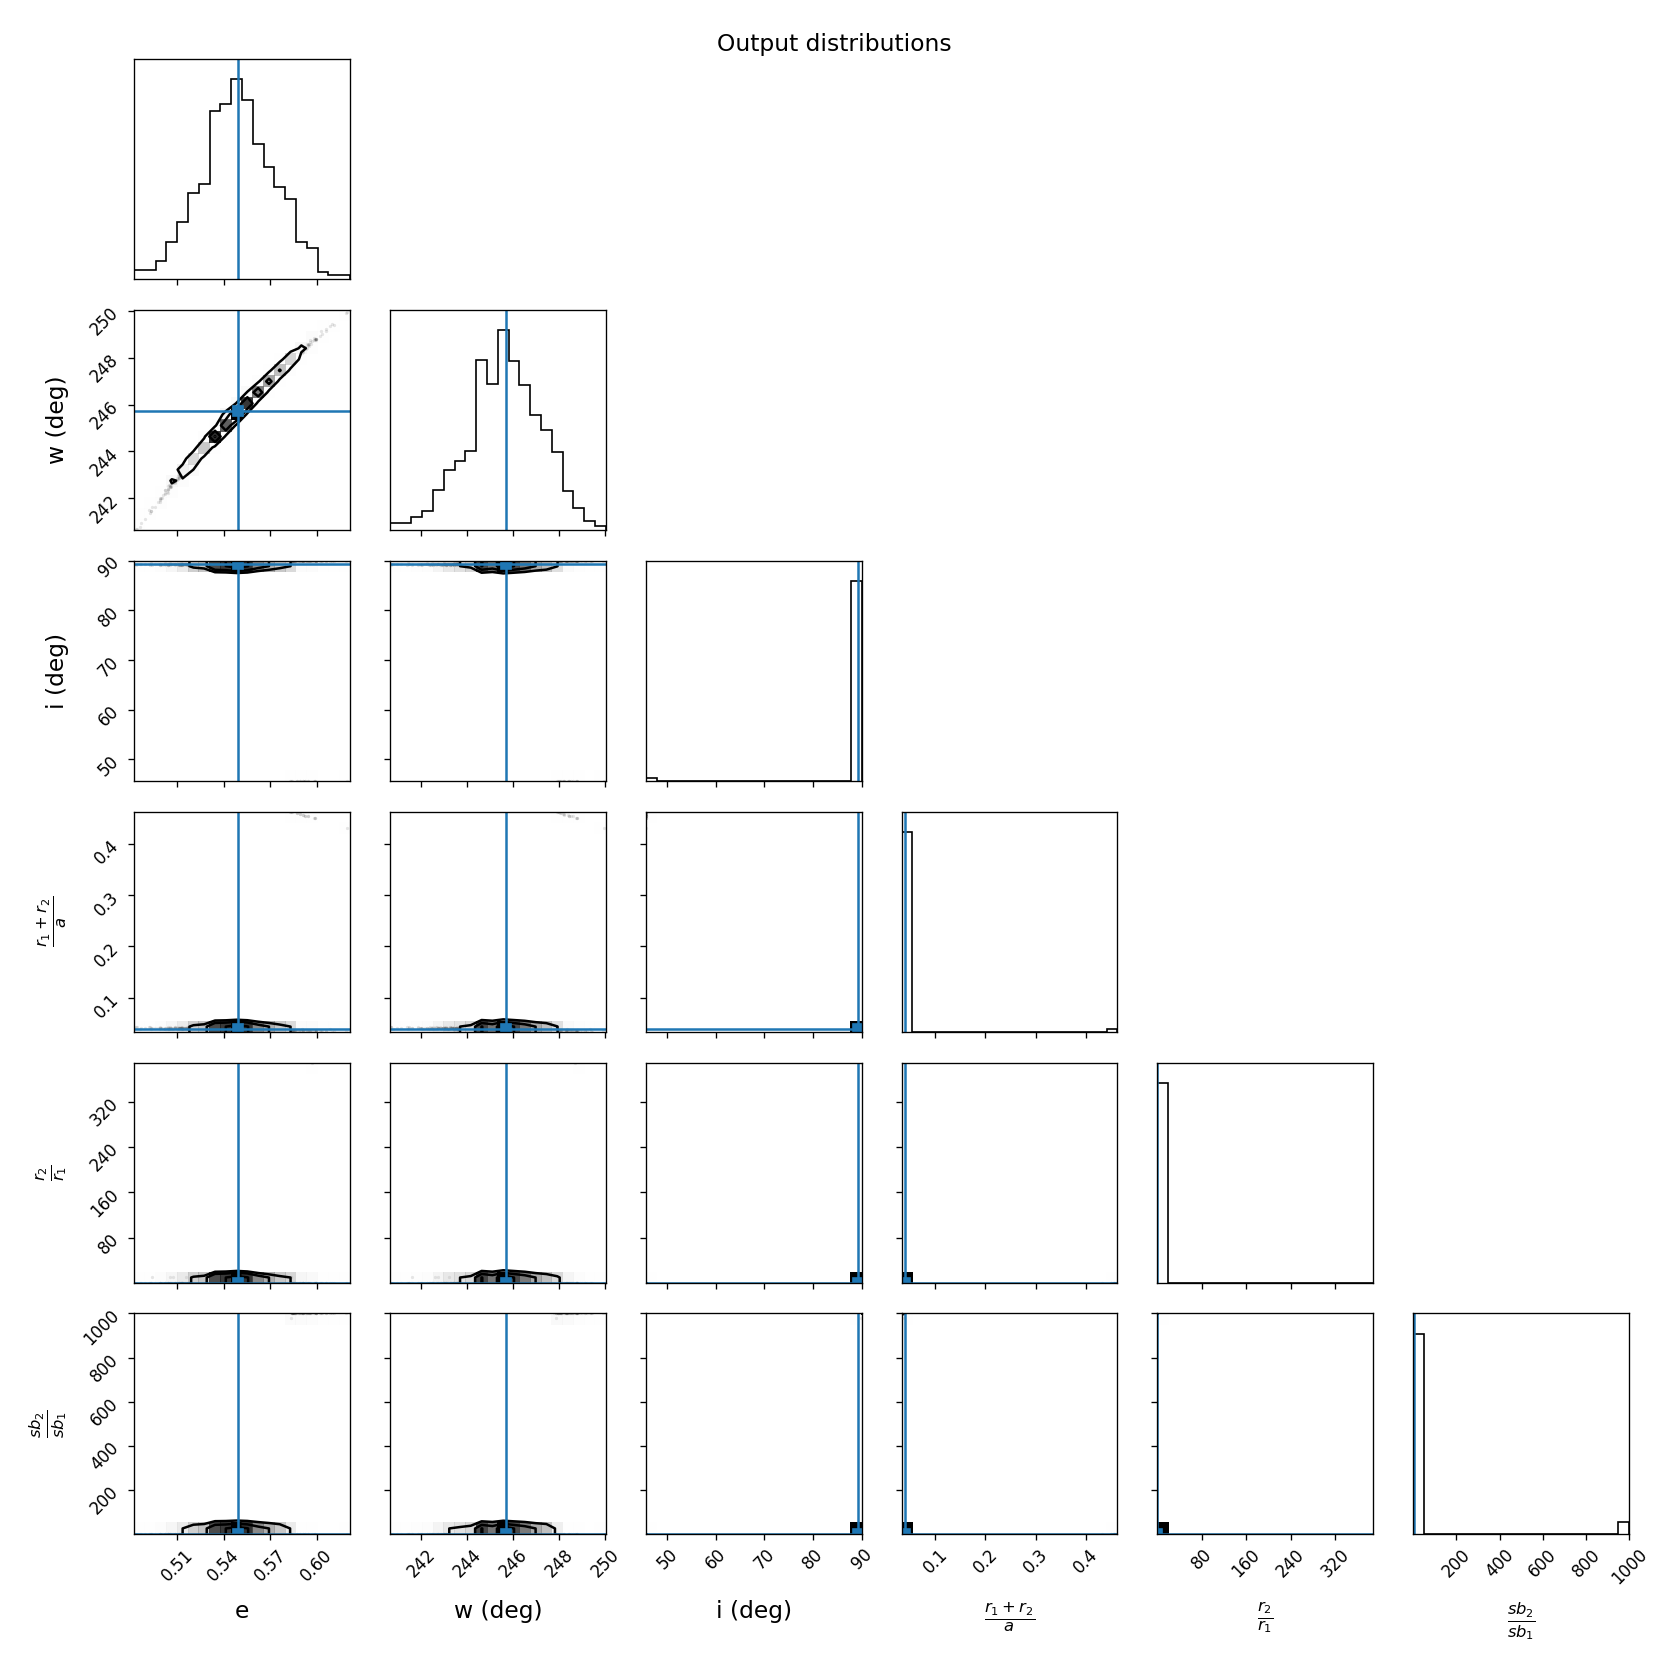 Output distributions
w (deg)
250
248
246
244
242
i (deg)
90
80
70
60
50
r₁ + r₂
a
0.4
0.3
0.2
0.1
r₂
r₁
320
240
160
80
sb₂
sb₁
1000
800
600
400
200
0.51 0.54 0.57 0.60 242 244 246 248 250 50 60 70 80 90 0.1 0.2 0.3 0.4 80 160 240 320 200 400 600 800 1000
e w (deg) i (deg)
r₁ + r₂
a
r₂
r₁
sb₂
sb₁